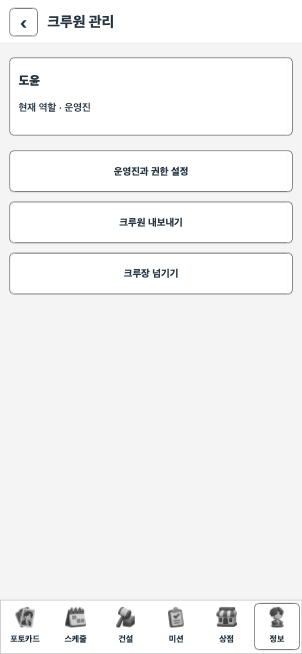 ‹ 크루원 관리
도윤
현재 역할 · 운영진
운영진과 권한 설정
크루원 내보내기
크루장 넘기기
포토카드 스케줄 건설 미션 상점 정보